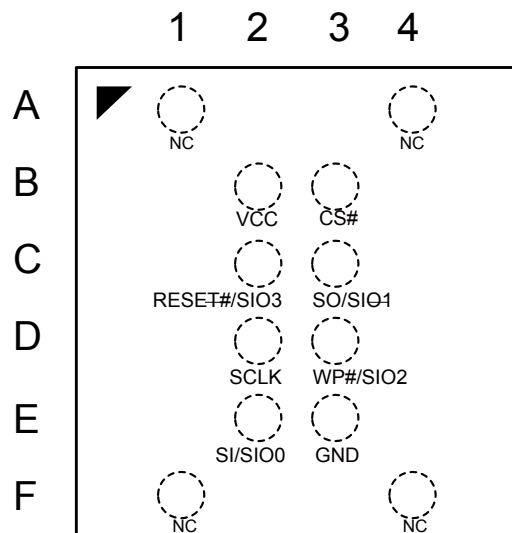 1 2 3 4
A
NC NC
B
VCC CS#
C
RESET#/SIO3 SO/SIO1
D
SCLK WP#/SIO2
E
SI/SIO0 GND
F
NC NC